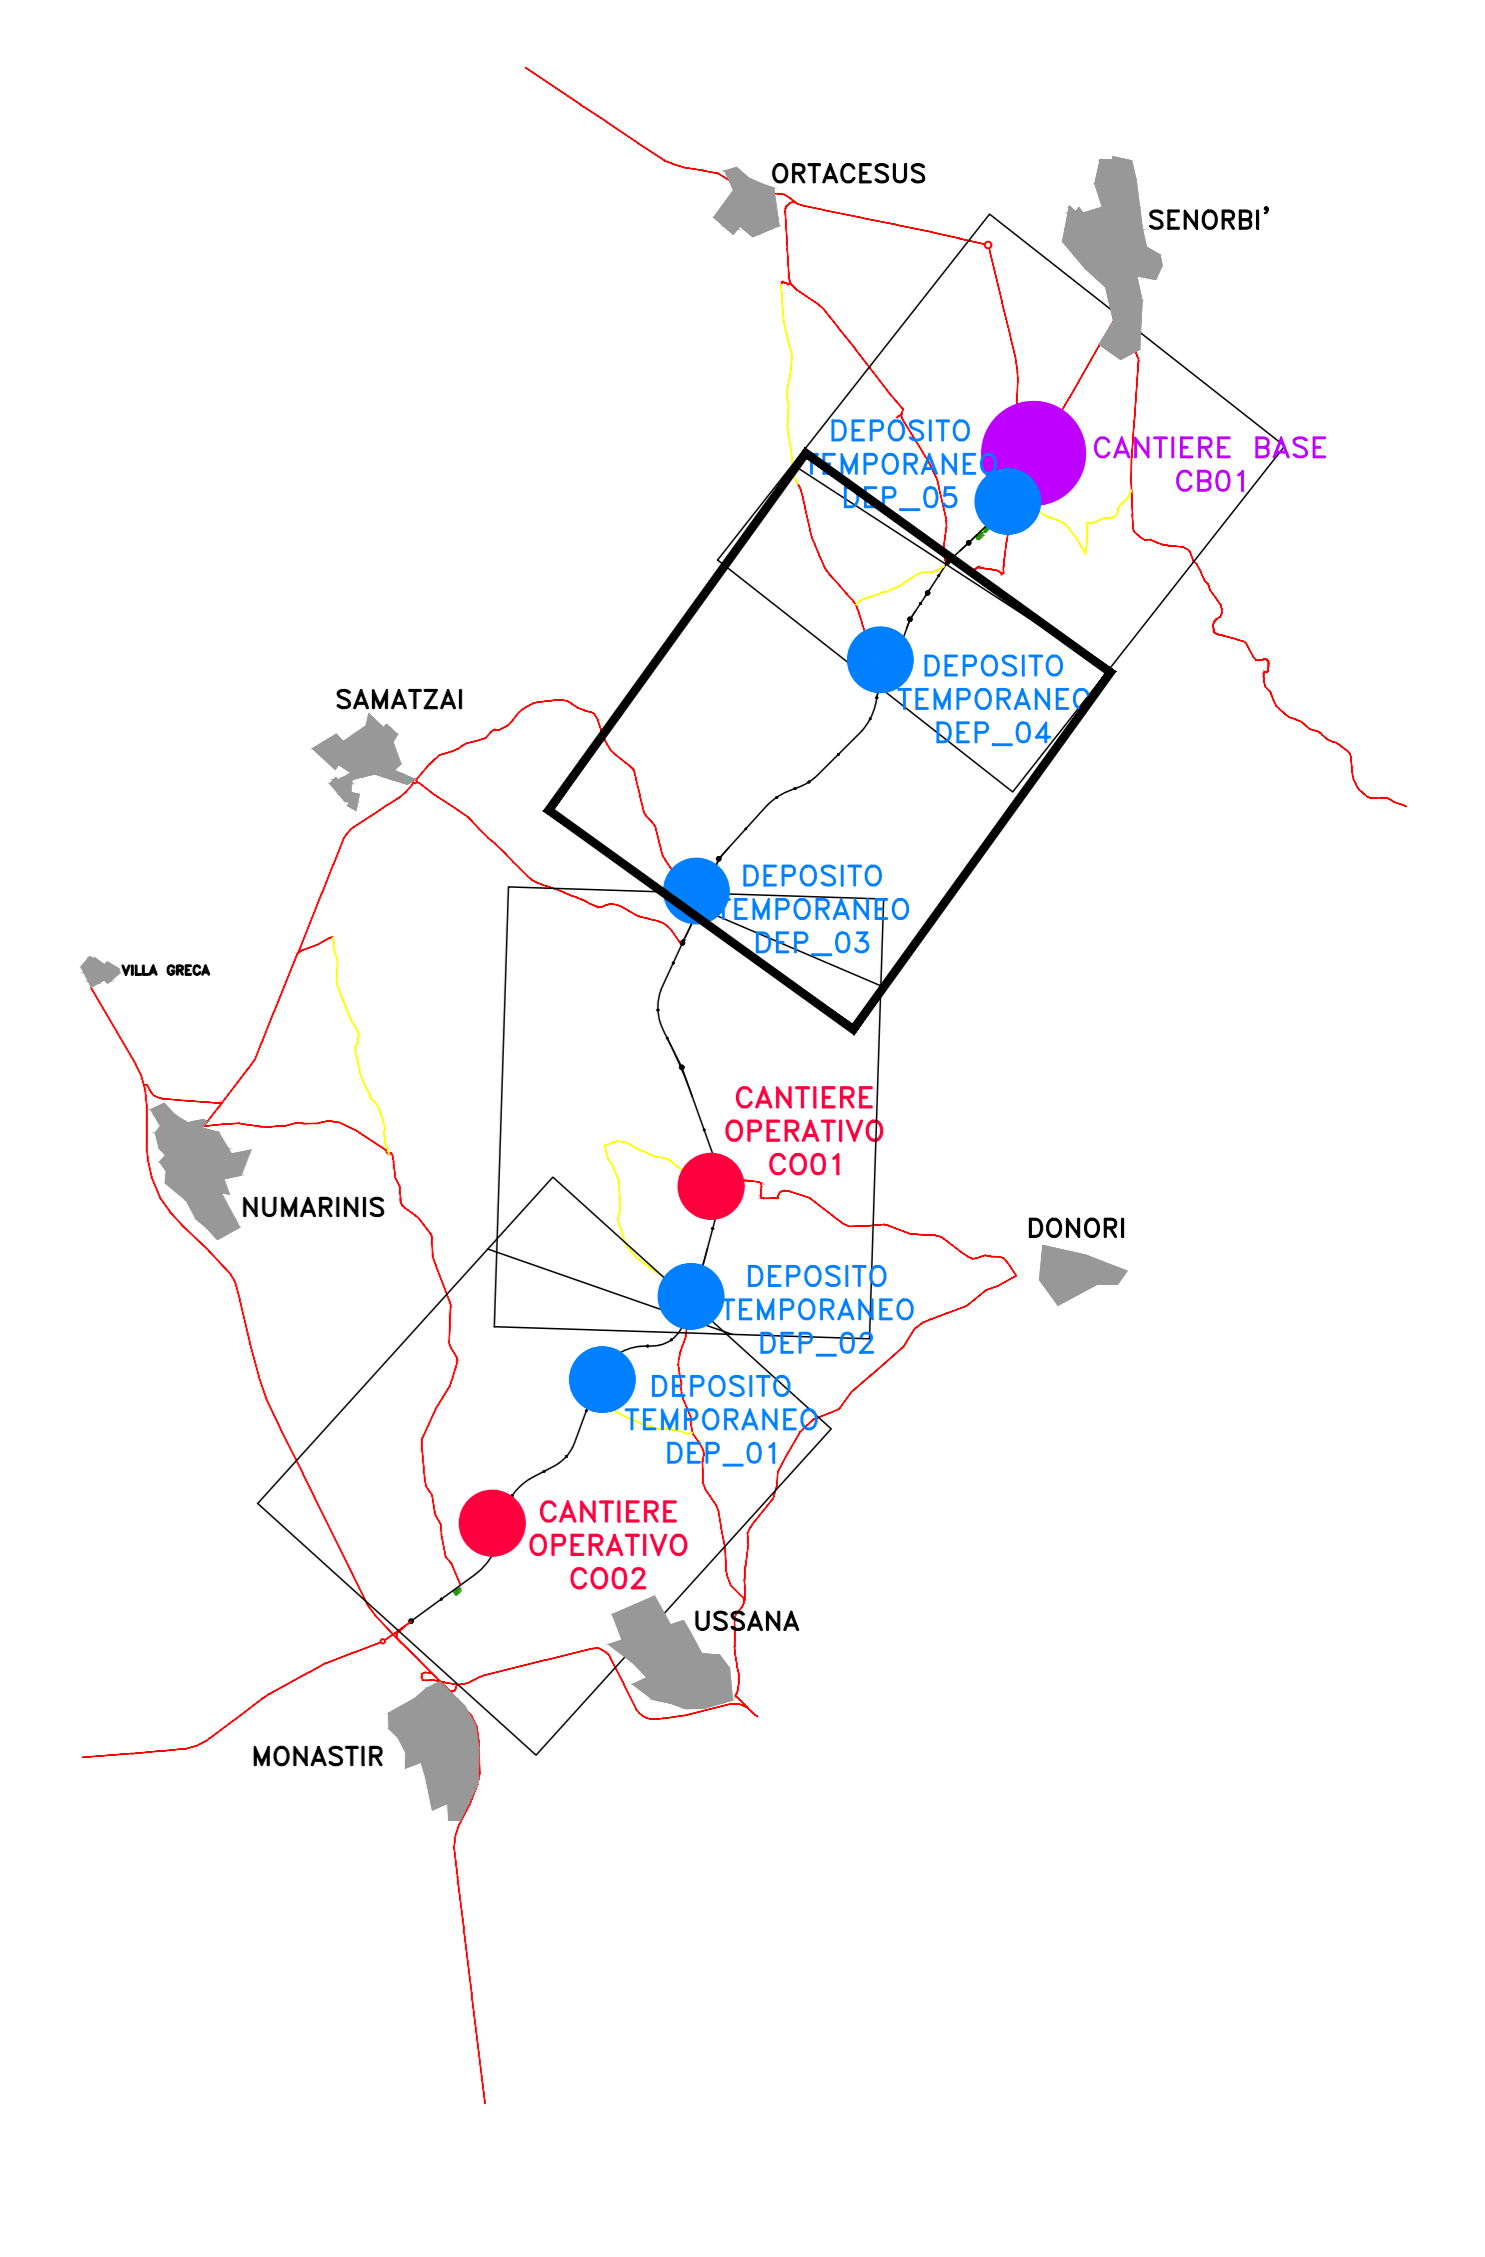 ORTACESUS
SENORBI'
DEPOSITO
TEMPORANEO
DEP_05
CANTIERE BASE
CB01
DEPOSITO
TEMPORANEO
DEP_04
SAMATZAI
DEPOSITO
TEMPORANEO
DEP_03
VILLA GRECA
CANTIERE
OPERATIVO
CO01
NUMARINIS
DONORI
DEPOSITO
TEMPORANEO
DEP_02
DEPOSITO
TEMPORANEO
DEP_01
CANTIERE
OPERATIVO
CO02
USSANA
MONASTIR